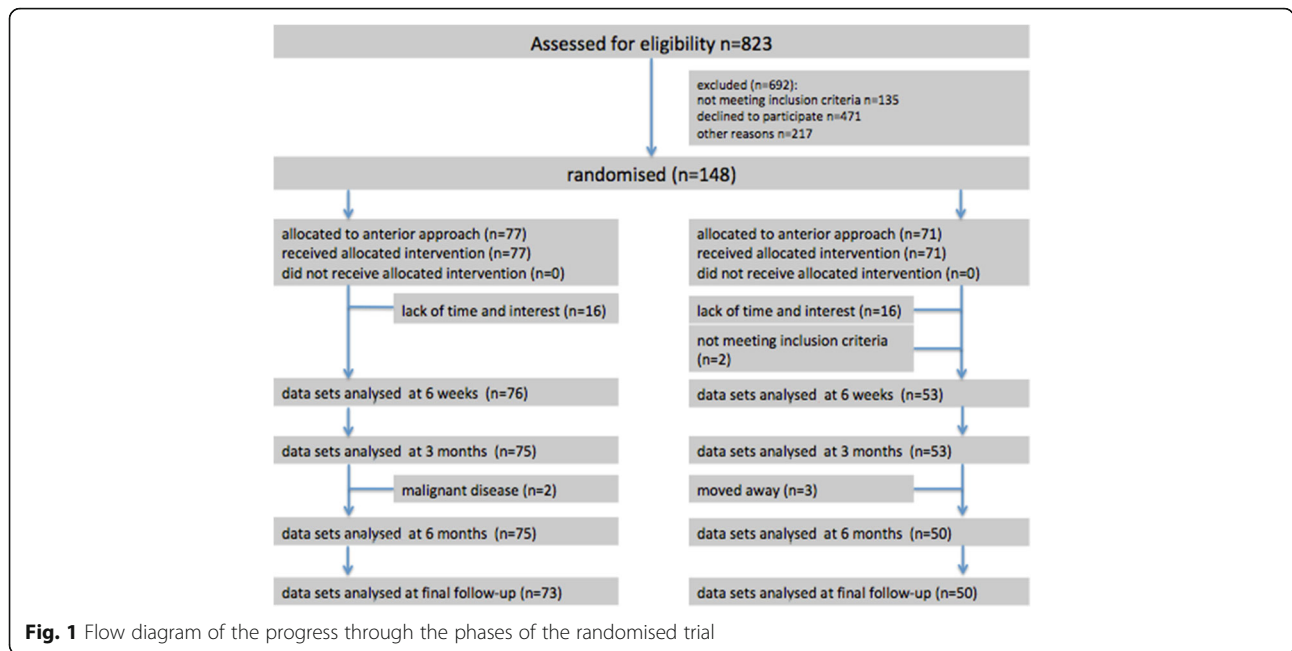 Assessed for eligibility n=823
excluded (n=692):
not meeting inclusion criteria n=135
declined to participate n=471
other reasons n=217
randomised (n=148)
allocated to anterior approach (n=77)
received allocated intervention (n=77)
did not receive allocated intervention (n=0)
allocated to anterior approach (n=71)
received allocated intervention (n=71)
did not receive allocated intervention (n=0)
lack of time and interest (n=16)
lack of time and interest (n=16)
not meeting inclusion criteria
(n=2)
data sets analysed at 6 weeks (n=76)
data sets analysed at 6 weeks (n=53)
data sets analysed at 3 months (n=75)
data sets analysed at 3 months (n=53)
malignant disease (n=2)
moved away (n=3)
data sets analysed at 6 months (n=75)
data sets analysed at 6 months (n=50)
data sets analysed at final follow-up (n=73)
data sets analysed at final follow-up (n=50)
Fig. 1 Flow diagram of the progress through the phases of the randomised trial